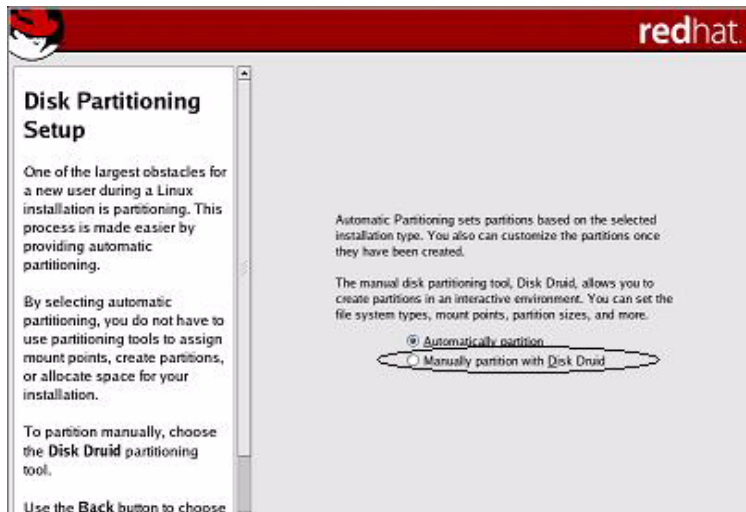 redhat.
Disk Partitioning
Setup
One of the largest obstacles for
a new user during a Linux
installation is partitioning. This
process is made easier by
providing automatic
partitioning.
By selecting automatic
partitioning, you do not have to
use partitioning tools to assign
mount points, create partitions,
or allocate space for your
installation.
To partition manually, choose
the Disk Druid partitioning
tool.
Use the Back button to choose
Automatic Partitioning sets partitions based on the selected
installation type. You also can customize the partitions once
they have been created.
The manual disk partitioning tool, Disk Druid, allows you to
create partitions in an interactive environment. You can set the
file system types, mount points, partition sizes, and more.
Automatically partition
Manually partition with Disk Druid